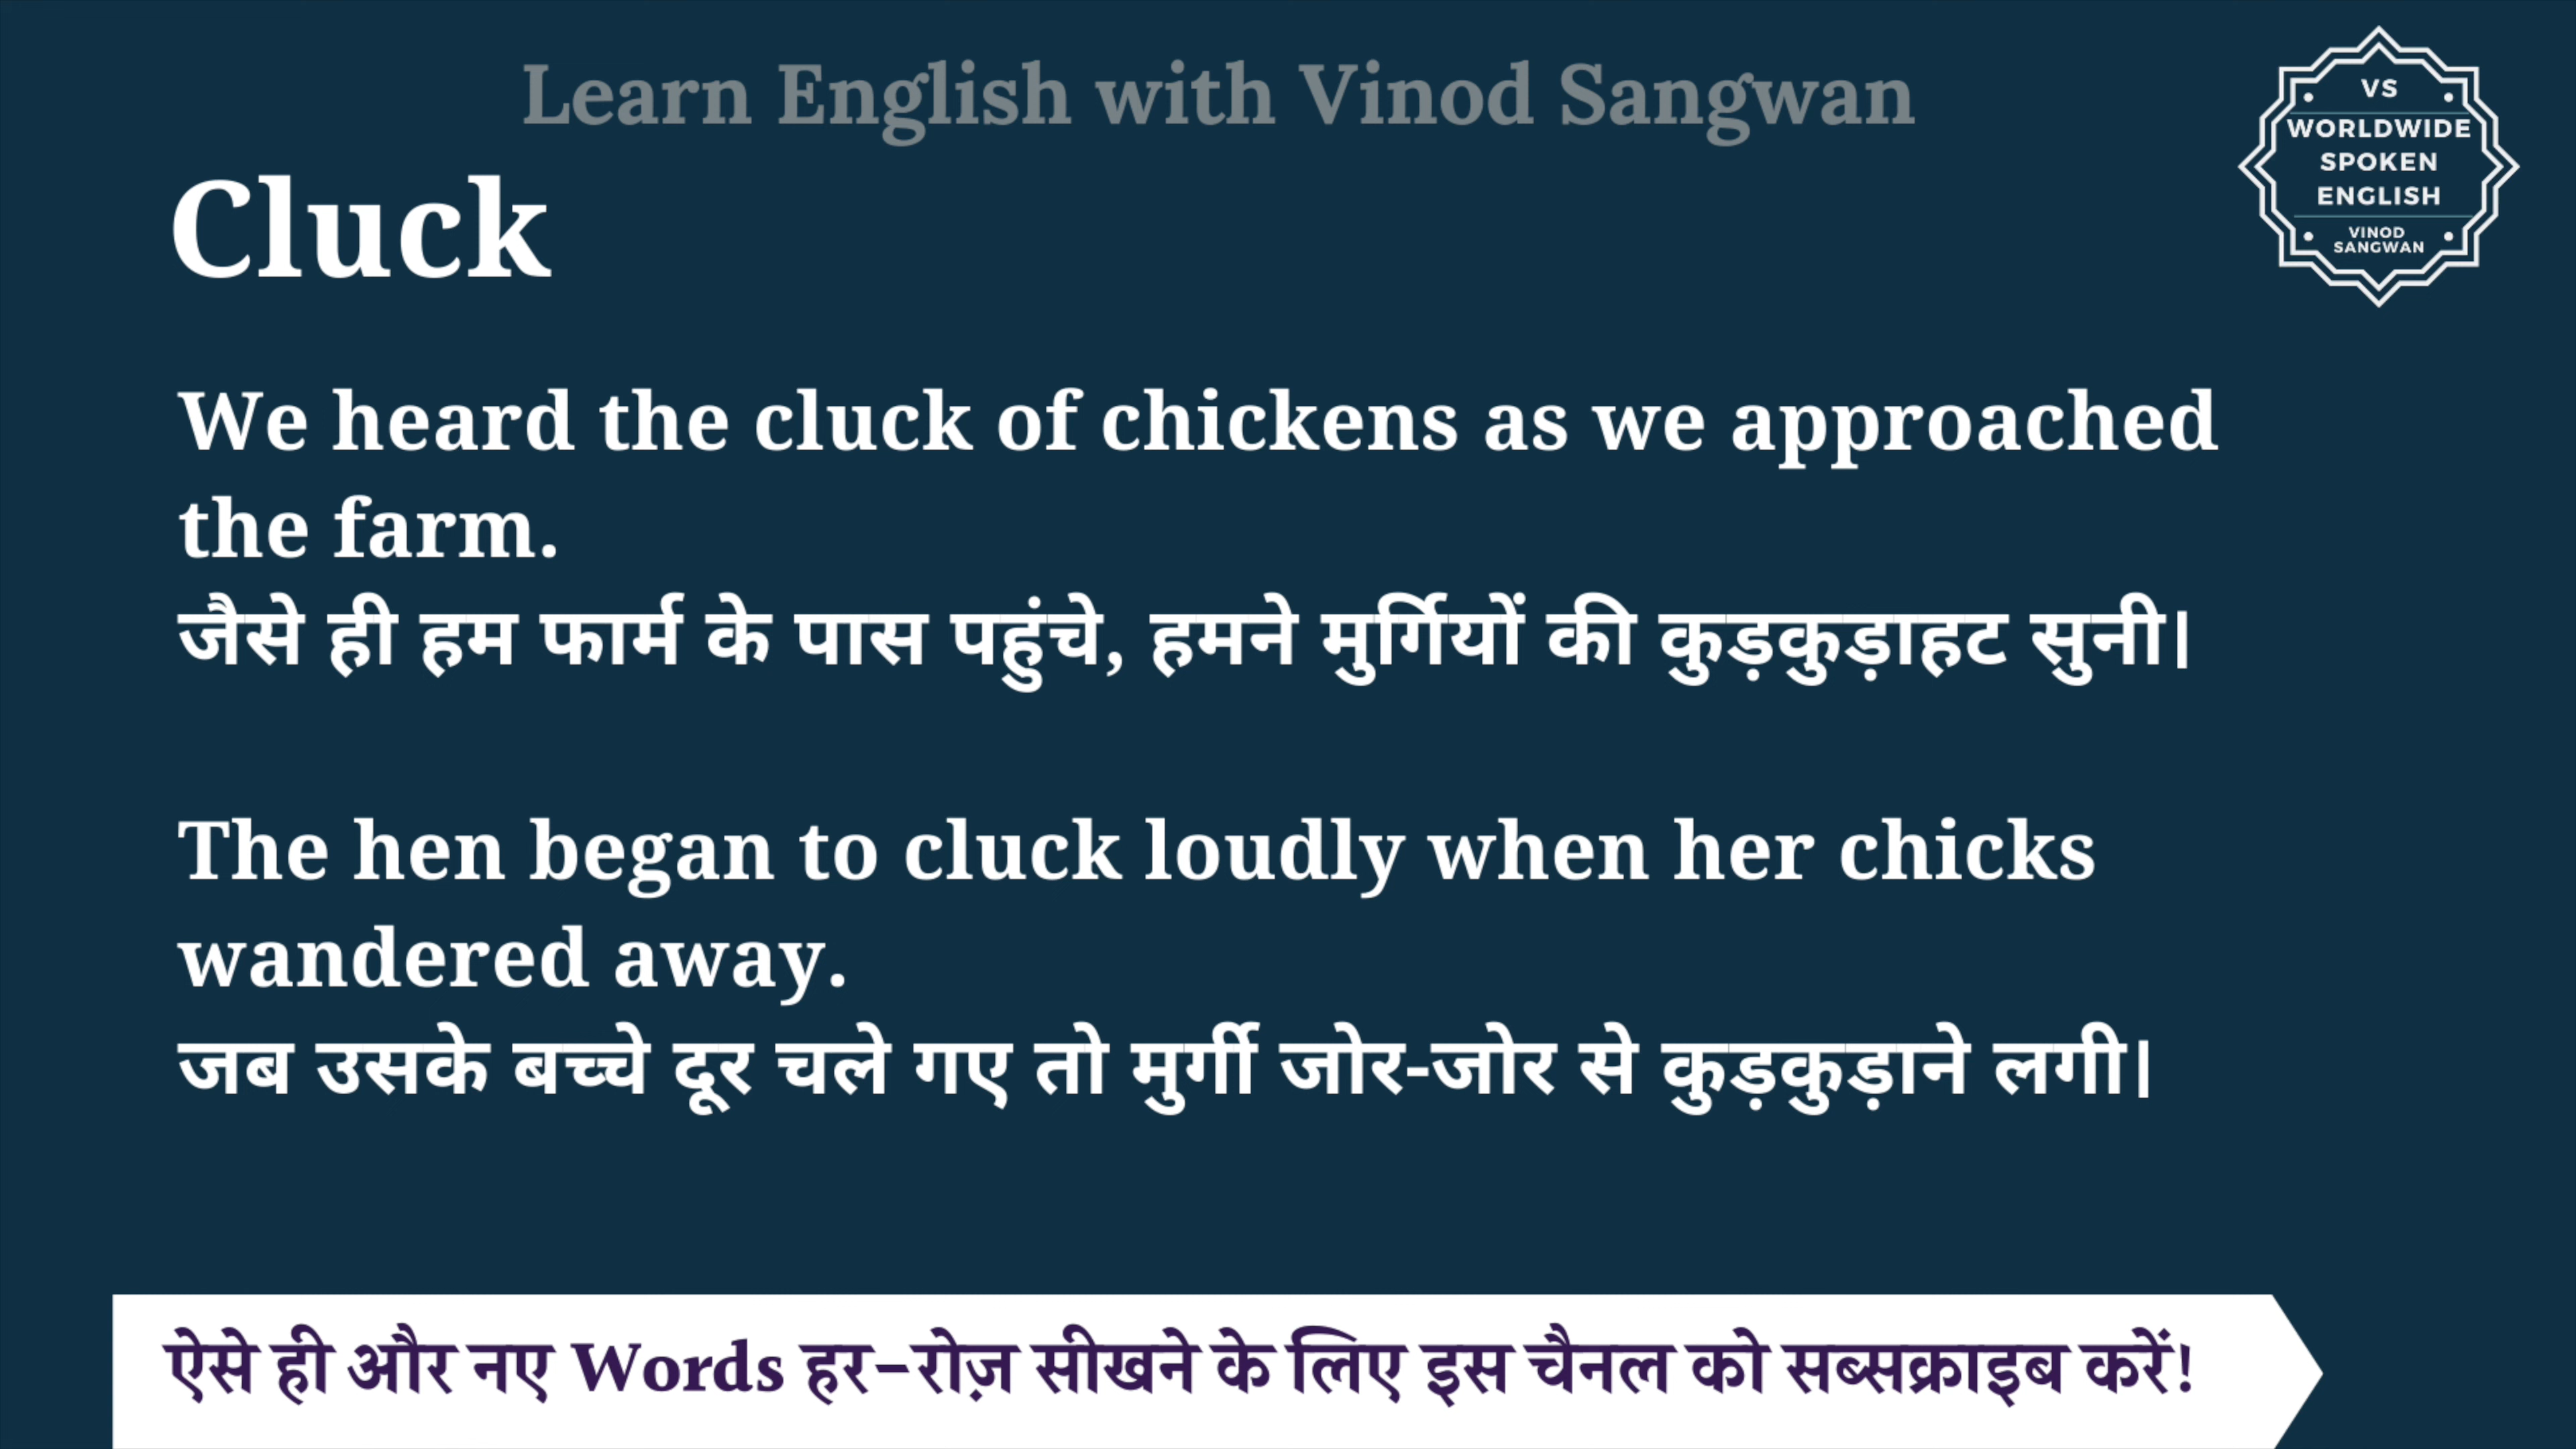 Learn English with Vinod Sangwan
VS
WORLDWIDE
SPOKEN
ENGLISH
VINOD
SANGWAN
Cluck
We heard the cluck of chickens as we approached
the farm.
जैसे ही हम फार्म के पास पहुंचे, हमने मुर्गियों की कुड़कुड़ाहट सुनी।
The hen began to cluck loudly when her chicks
wandered away.
जब उसके बच्चे दूर चले गए तो मुर्गी जोर-जोर से कुड़कुड़ाने लगी।
ऐसे ही और नए Words हर-रोज़ सीखने के लिए इस चैनल को सब्सक्राइब करें!